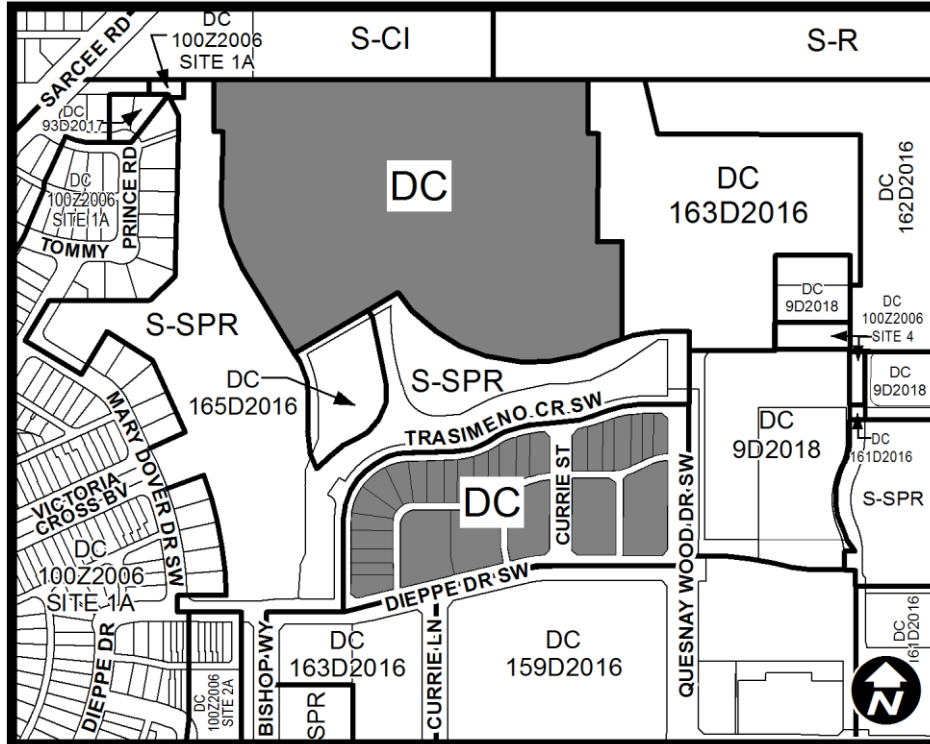 DC
100Z2006
SITE 1A
S-CI
S-R
SARCEE RD
DC
93D2017
DC
100Z2006
SITE 1A
PRINCE RD
TOMMY
DC
DC
163D2016
DC
162D2016
DC
9D2018
DC
100Z2006
SITE 4
S-SPR
DC
165D2016
S-SPR
DC
9D2018
TRASIMENO CR SW
DC
9D2018
DC
161D2016
MARY DOVER DR SW
VICTORIA
CROSS BV
DC
CURRIE ST
QUESNAY WOOD DR SW
S-SPR
DC
100Z2006
SITE 1A
DIEPPE DR SW
DIEPPE DR
DC
100Z2006
SITE 2A
BISHOP WY
DC
163D2016
SPR
CURRIE LN
DC
159D2016
DC
161D2016
N